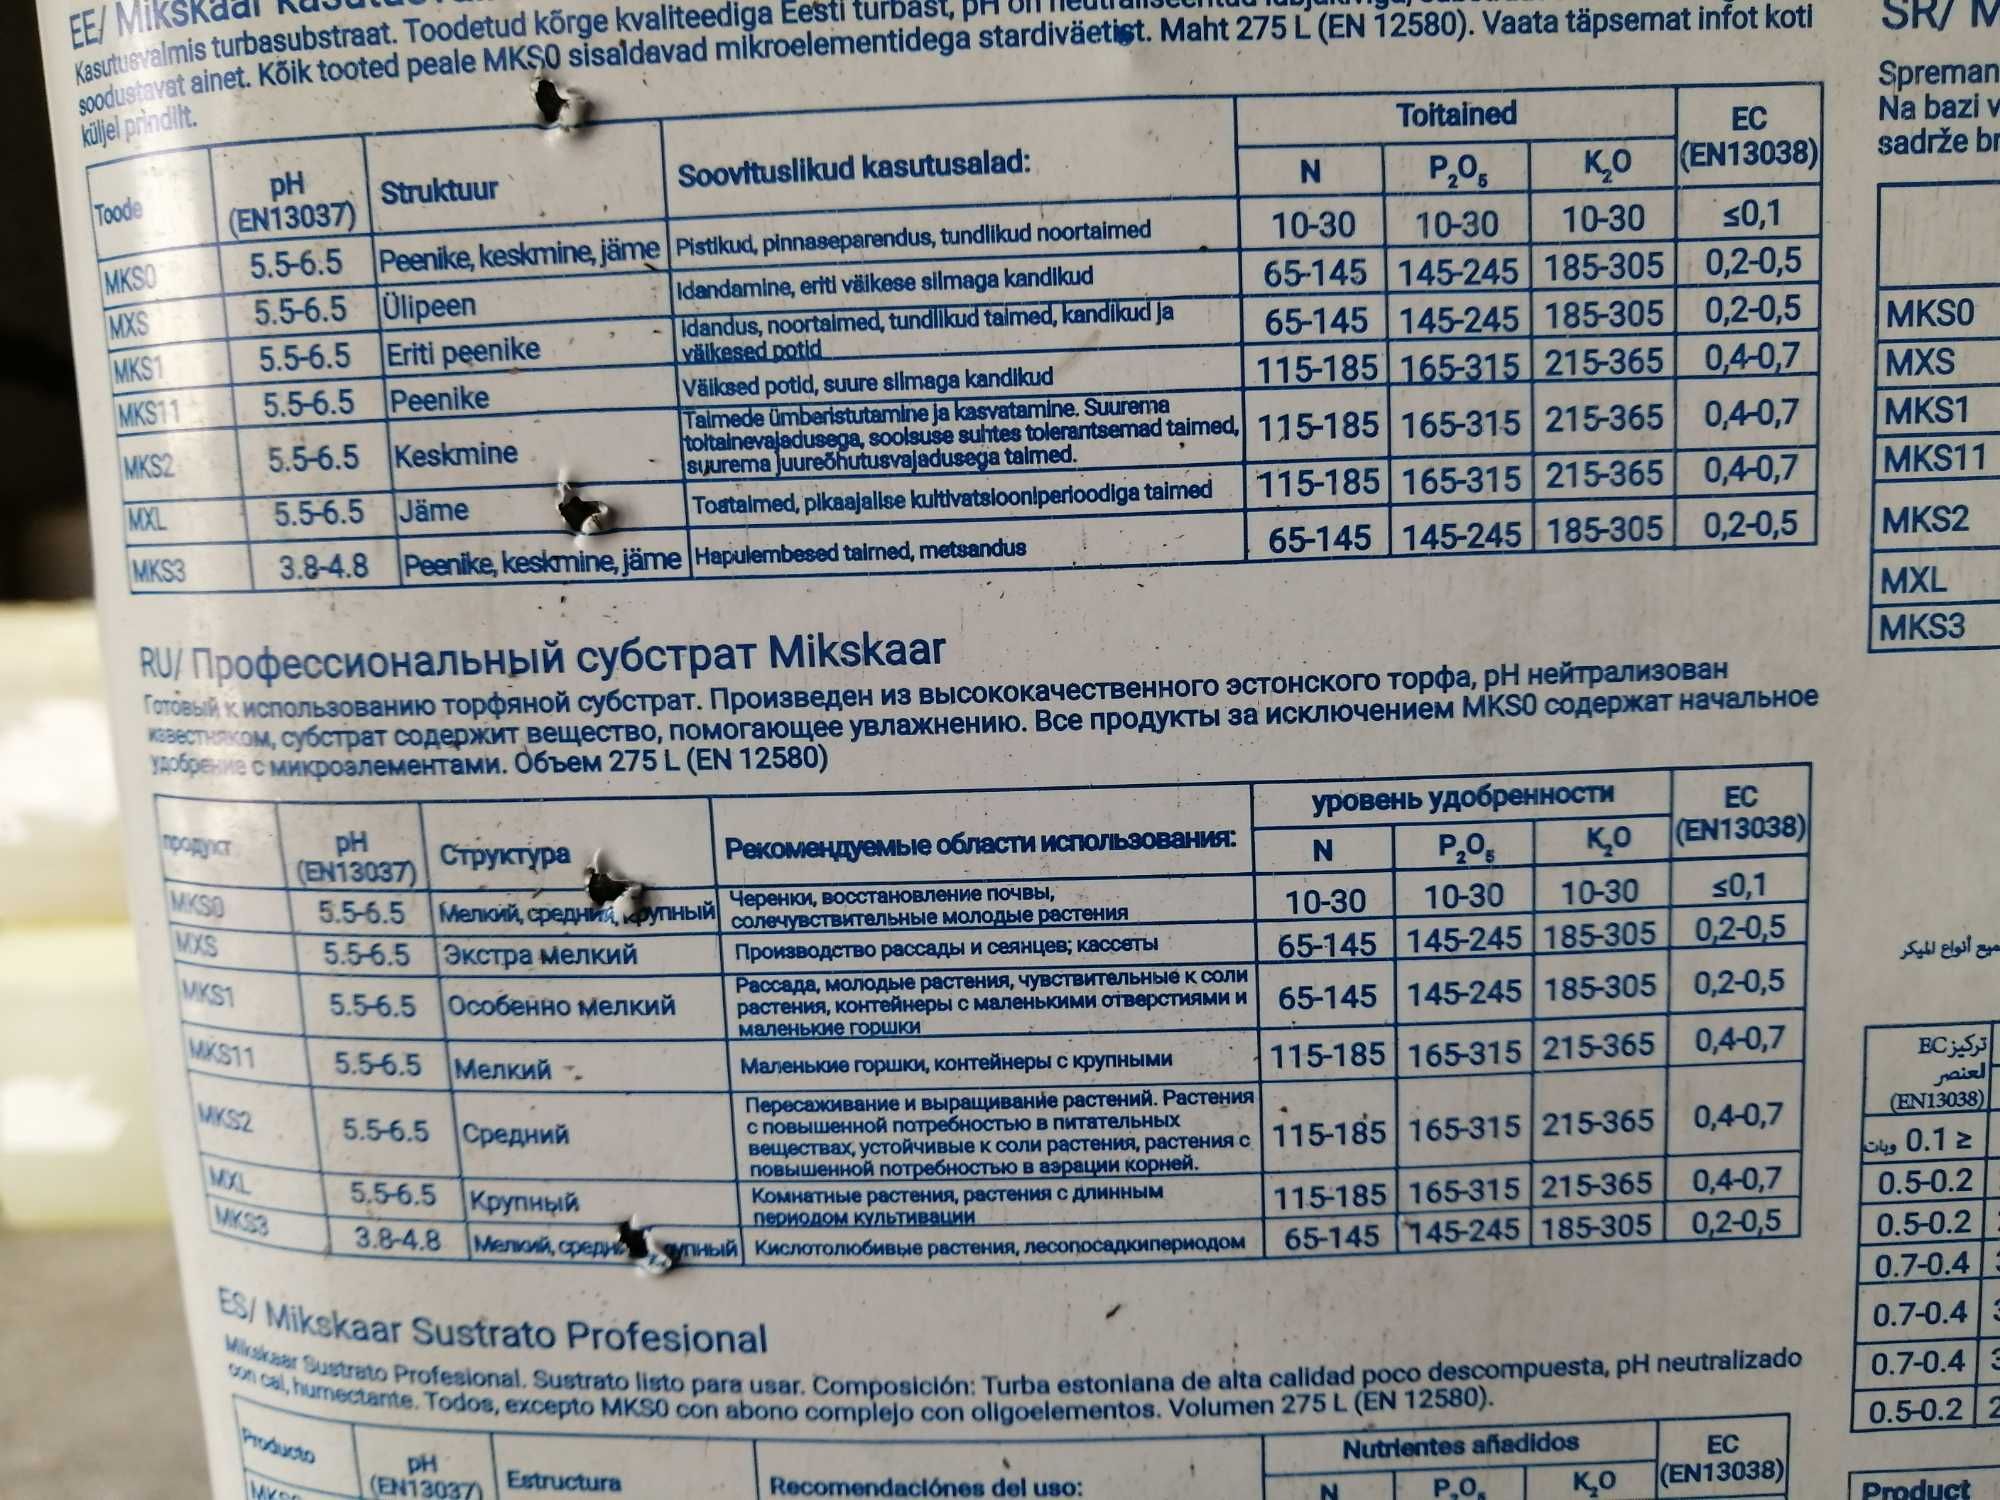 EE/ Mikskaar
Kasutusvalmis turbasubstraat. Toodetud kõrge kvaliteediga Eesti turbast, pH on
soodustavat ainet. Kõik tooted peale MKS0 sisaldavad mikroelementidega stardiväetist. Maht 275 L (EN 12580). Vaata täpsemat infot koti
küljel prindilt.
Toode pH (EN13037) Struktuur Soovituslikud kasutusalad: Toitained EC (EN13038)
N P₂O₅ K₂O
MKS0 5.5-6.5 Peenike, keskmine, jäme Pistikud, pinnaseparendus, tundlikud noortaimed 10-30 10-30 10-30 ≤0,1
MXS 5.5-6.5 Ülipeen Idandamine, eriti väikese silmaga kandikud 65-145 145-245 185-305 0,2-0,5
MKS1 5.5-6.5 Eriti peenike Idandus, noortaimed, tundlikud taimed, kandikud ja väikesed potid 65-145 145-245 185-305 0,2-0,5
MKS11 5.5-6.5 Peenike Väiksed potid, suure silmaga kandikud 115-185 165-315 215-365 0,4-0,7
MKS2 5.5-6.5 Keskmine Taimede ümberistutamine ja kasvatamine. Suurema toitainevajadusega, soolsuse suhtes tolerantsemad taimed, suurema juureõhutusvajadusega taimed. 115-185 165-315 215-365 0,4-0,7
MXL 5.5-6.5 Jäme Toataimed, pikaajalise kultivatsiooniperioodiga taimed 115-185 165-315 215-365 0,4-0,7
MKS3 3.8-4.8 Peenike, keskmine, jäme Hapulembesed taimed, metsandus 65-145 145-245 185-305 0,2-0,5
RU/ Профессиональный субстрат Mikskaar
Готовый к использованию торфяной субстрат. Произведен из высококачественного эстонского торфа, pH нейтрализован
известняком, субстрат содержит вещество, помогающее увлажнению. Все продукты за исключением MKS0 содержат начальное
удобрение с микроэлементами. Объем 275 L (EN 12580)
продукт pH (EN13037) Структура Рекомендуемые области использования: уровень удобренности EC (EN13038)
N P₂O₅ K₂O
MKS0 5.5-6.5 Мелкий, средний, крупный Черенки, восстановление почвы, солечувствительные молодые растения 10-30 10-30 10-30 ≤0,1
MXS 5.5-6.5 Экстра мелкий Производство рассады и сеянцев; кассеты 65-145 145-245 185-305 0,2-0,5
MKS1 5.5-6.5 Особенно мелкий Рассада, молодые растения, чувствительные к соли растения, контейнеры с маленькими отверстиями и маленькие горшки 65-145 145-245 185-305 0,2-0,5
MKS11 5.5-6.5 Мелкий Маленькие горшки, контейнеры с крупными 115-185 165-315 215-365 0,4-0,7
MKS2 5.5-6.5 Средний Пересаживание и выращивание растений. Растения с повышенной потребностью в питательных веществах, устойчивые к соли растения, растения с повышенной потребностью в аэрации корней. 115-185 165-315 215-365 0,4-0,7
MXL 5.5-6.5 Крупный Комнатные растения, растения с длинным периодом культивации 115-185 165-315 215-365 0,4-0,7
MKS3 3.8-4.8 Мелкий, Кислотолюбивые растения, лесопосадкипериодом 65-145 145-245 185-305 0,2-0,5
ES/ Mikskaar Sustrato Profesional
Mikskaar Sustrato Profesional. Sustrato listo para usar. Composición: Turba estoniana de alta calidad poco descompuesta, pH neutralizado
con cal, humectante. Todos, excepto MKS0 con abono complejo con oligoelementos. Volumen 275 L (EN 12580).
Producto pH (EN13037) Estructura Recomendaciónes del uso: Nutrientes añadidos EC (EN13038)
N P₂O₅ K₂O
SR/
Na bazi
MKS0
MXS
MKS1
MKS11
MKS2
MXL
MKS3
تركيز EC
لعنصر
(EN13038)
0.1 ≥
0.5-0.2
0.5-0.2
0.7-0.4
0.7-0.4
0.7-0.4
0.5-0.2
Product